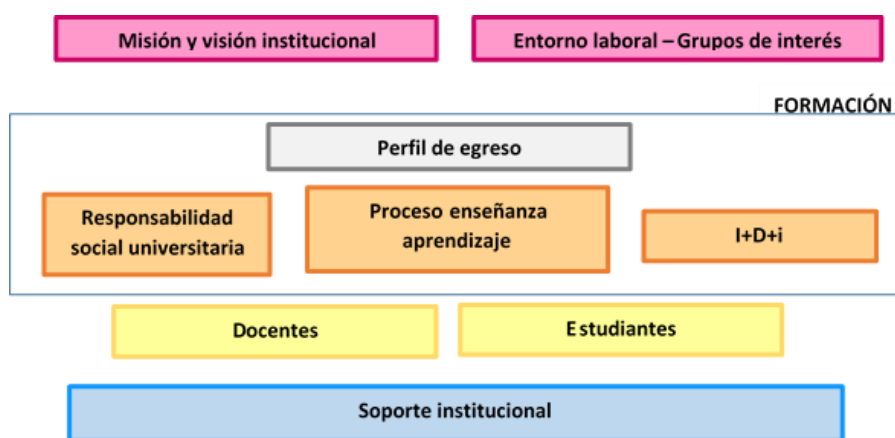 Misión y visión institucional
Entorno laboral – Grupos de interés
FORMACIÓN
Perfil de egreso
Responsabilidad
social universitaria
Proceso enseñanza
aprendizaje
I+D+i
Docentes
Estudiantes
Soporte institucional